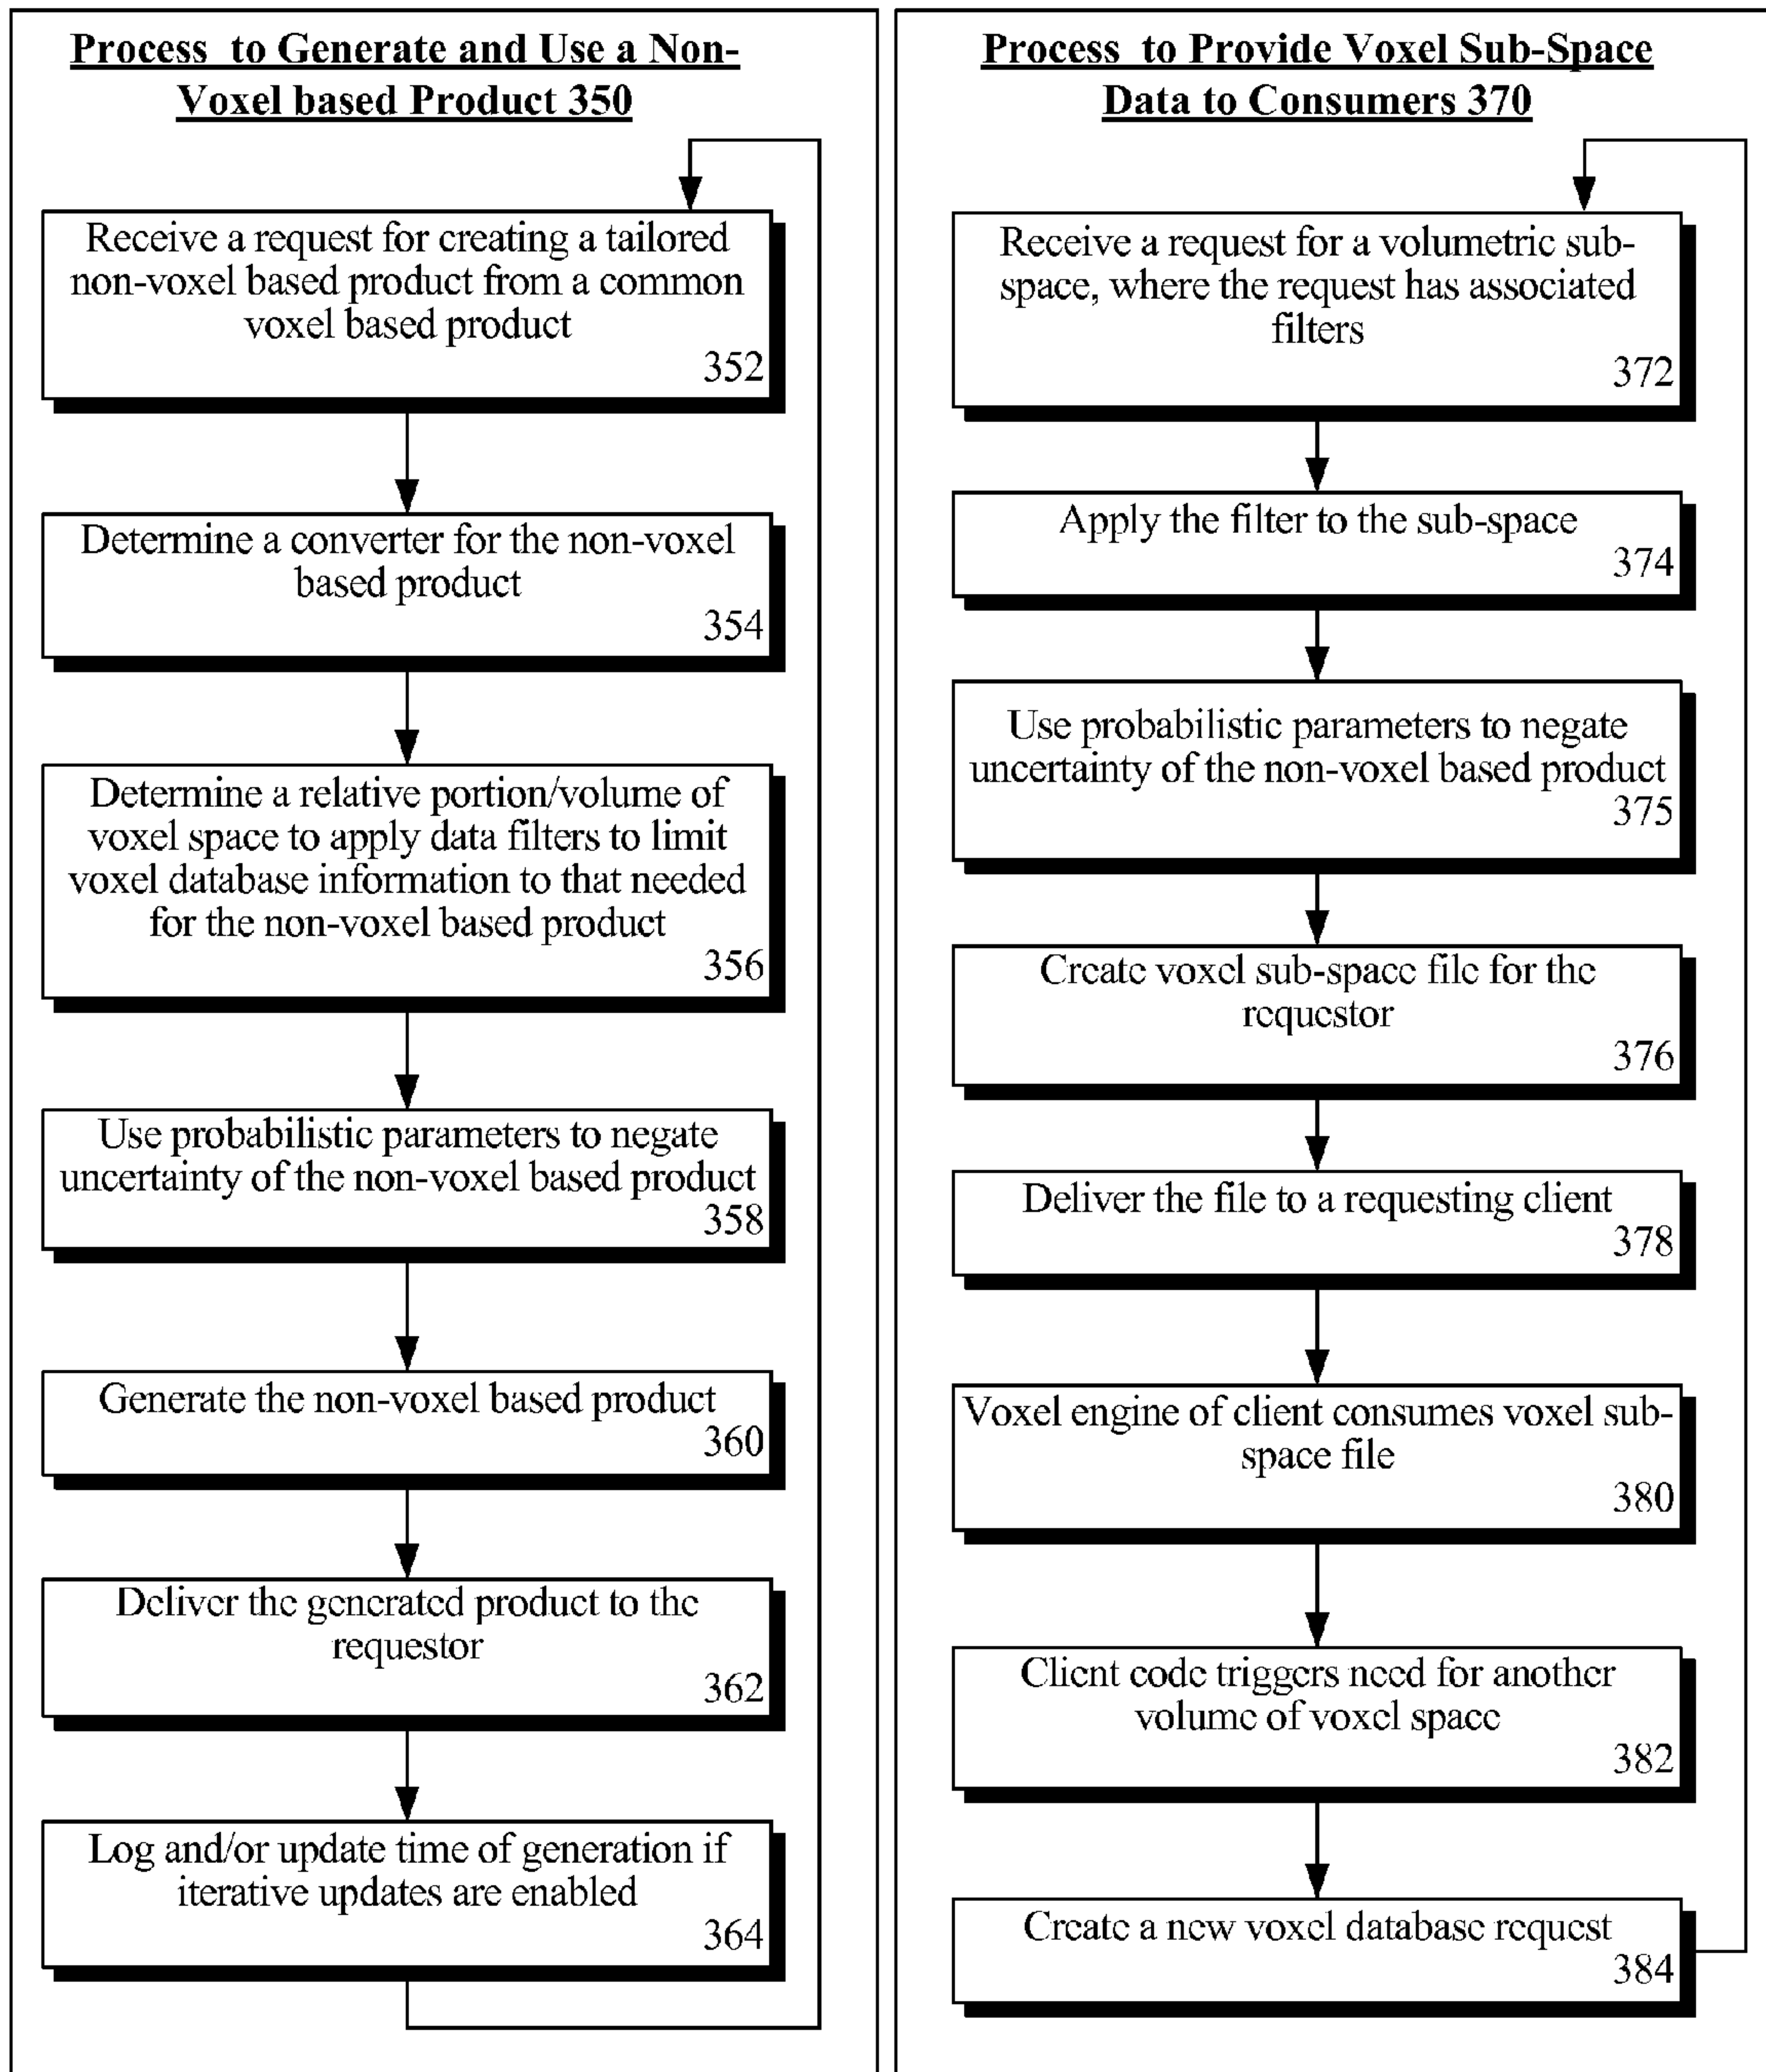 Process to Generate and Use a Non-
Voxel based Product 350
Receive a request for creating a tailored
non-voxel based product from a common
voxel based product
352
Determine a converter for the non-voxel
based product
354
Determine a relative portion/volume of
voxel space to apply data filters to limit
voxel database information to that needed
for the non-voxel based product
356
Use probabilistic parameters to negate
uncertainty of the non-voxel based product
358
Generate the non-voxel based product
360
Deliver the generated product to the
requestor
362
Log and/or update time of generation if
iterative updates are enabled
364
Process to Provide Voxel Sub-Space
Data to Consumers 370
Receive a request for a volumetric sub-
space, where the request has associated
filters
372
Apply the filter to the sub-space
374
Use probabilistic parameters to negate
uncertainty of the non-voxel based product
375
Create voxel sub-space file for the
requestor
376
Deliver the file to a requesting client
378
Voxel engine of client consumes voxel sub-
space file
380
Client code triggers need for another
volume of voxel space
382
Create a new voxel database request
384